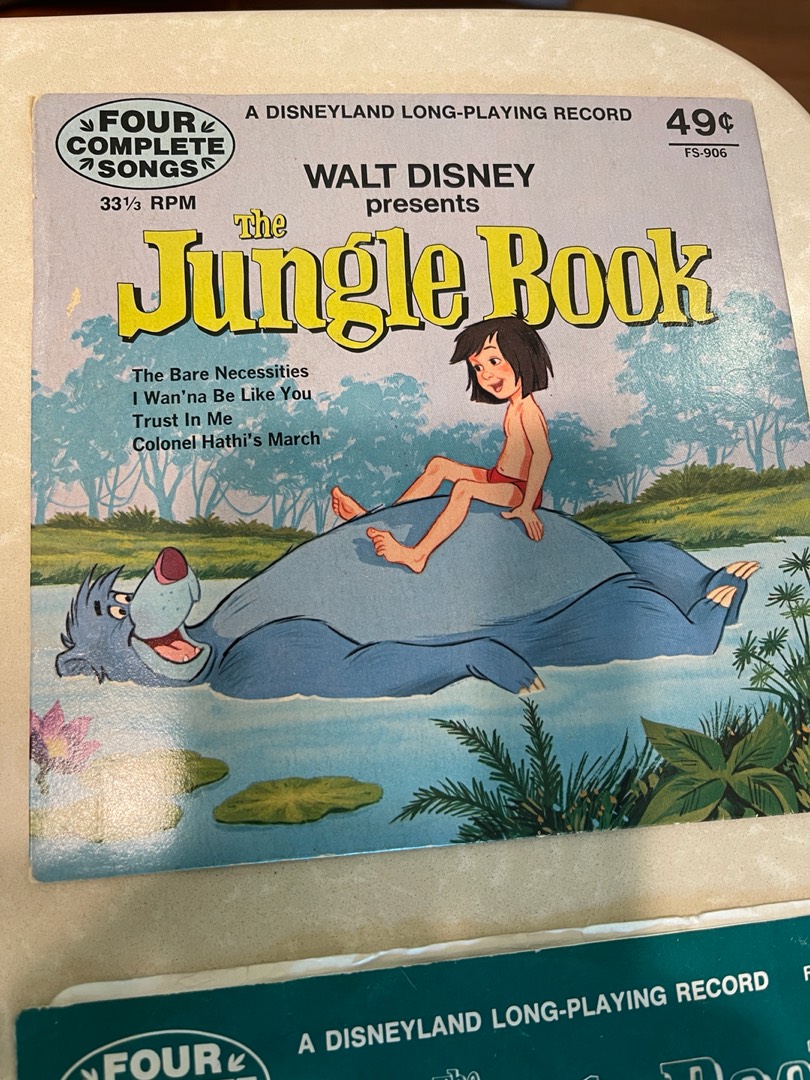 FOUR
COMPLETE
SONGS
33⅓ RPM
A DISNEYLAND LONG-PLAYING RECORD
49¢
FS-906
WALT DISNEY
presents
The
Jungle Book
The Bare Necessities
I Wan'na Be Like You
Trust In Me
Colonel Hathi's March
A DISNEYLAND LONG-PLAYING RECORD
FOUR
The